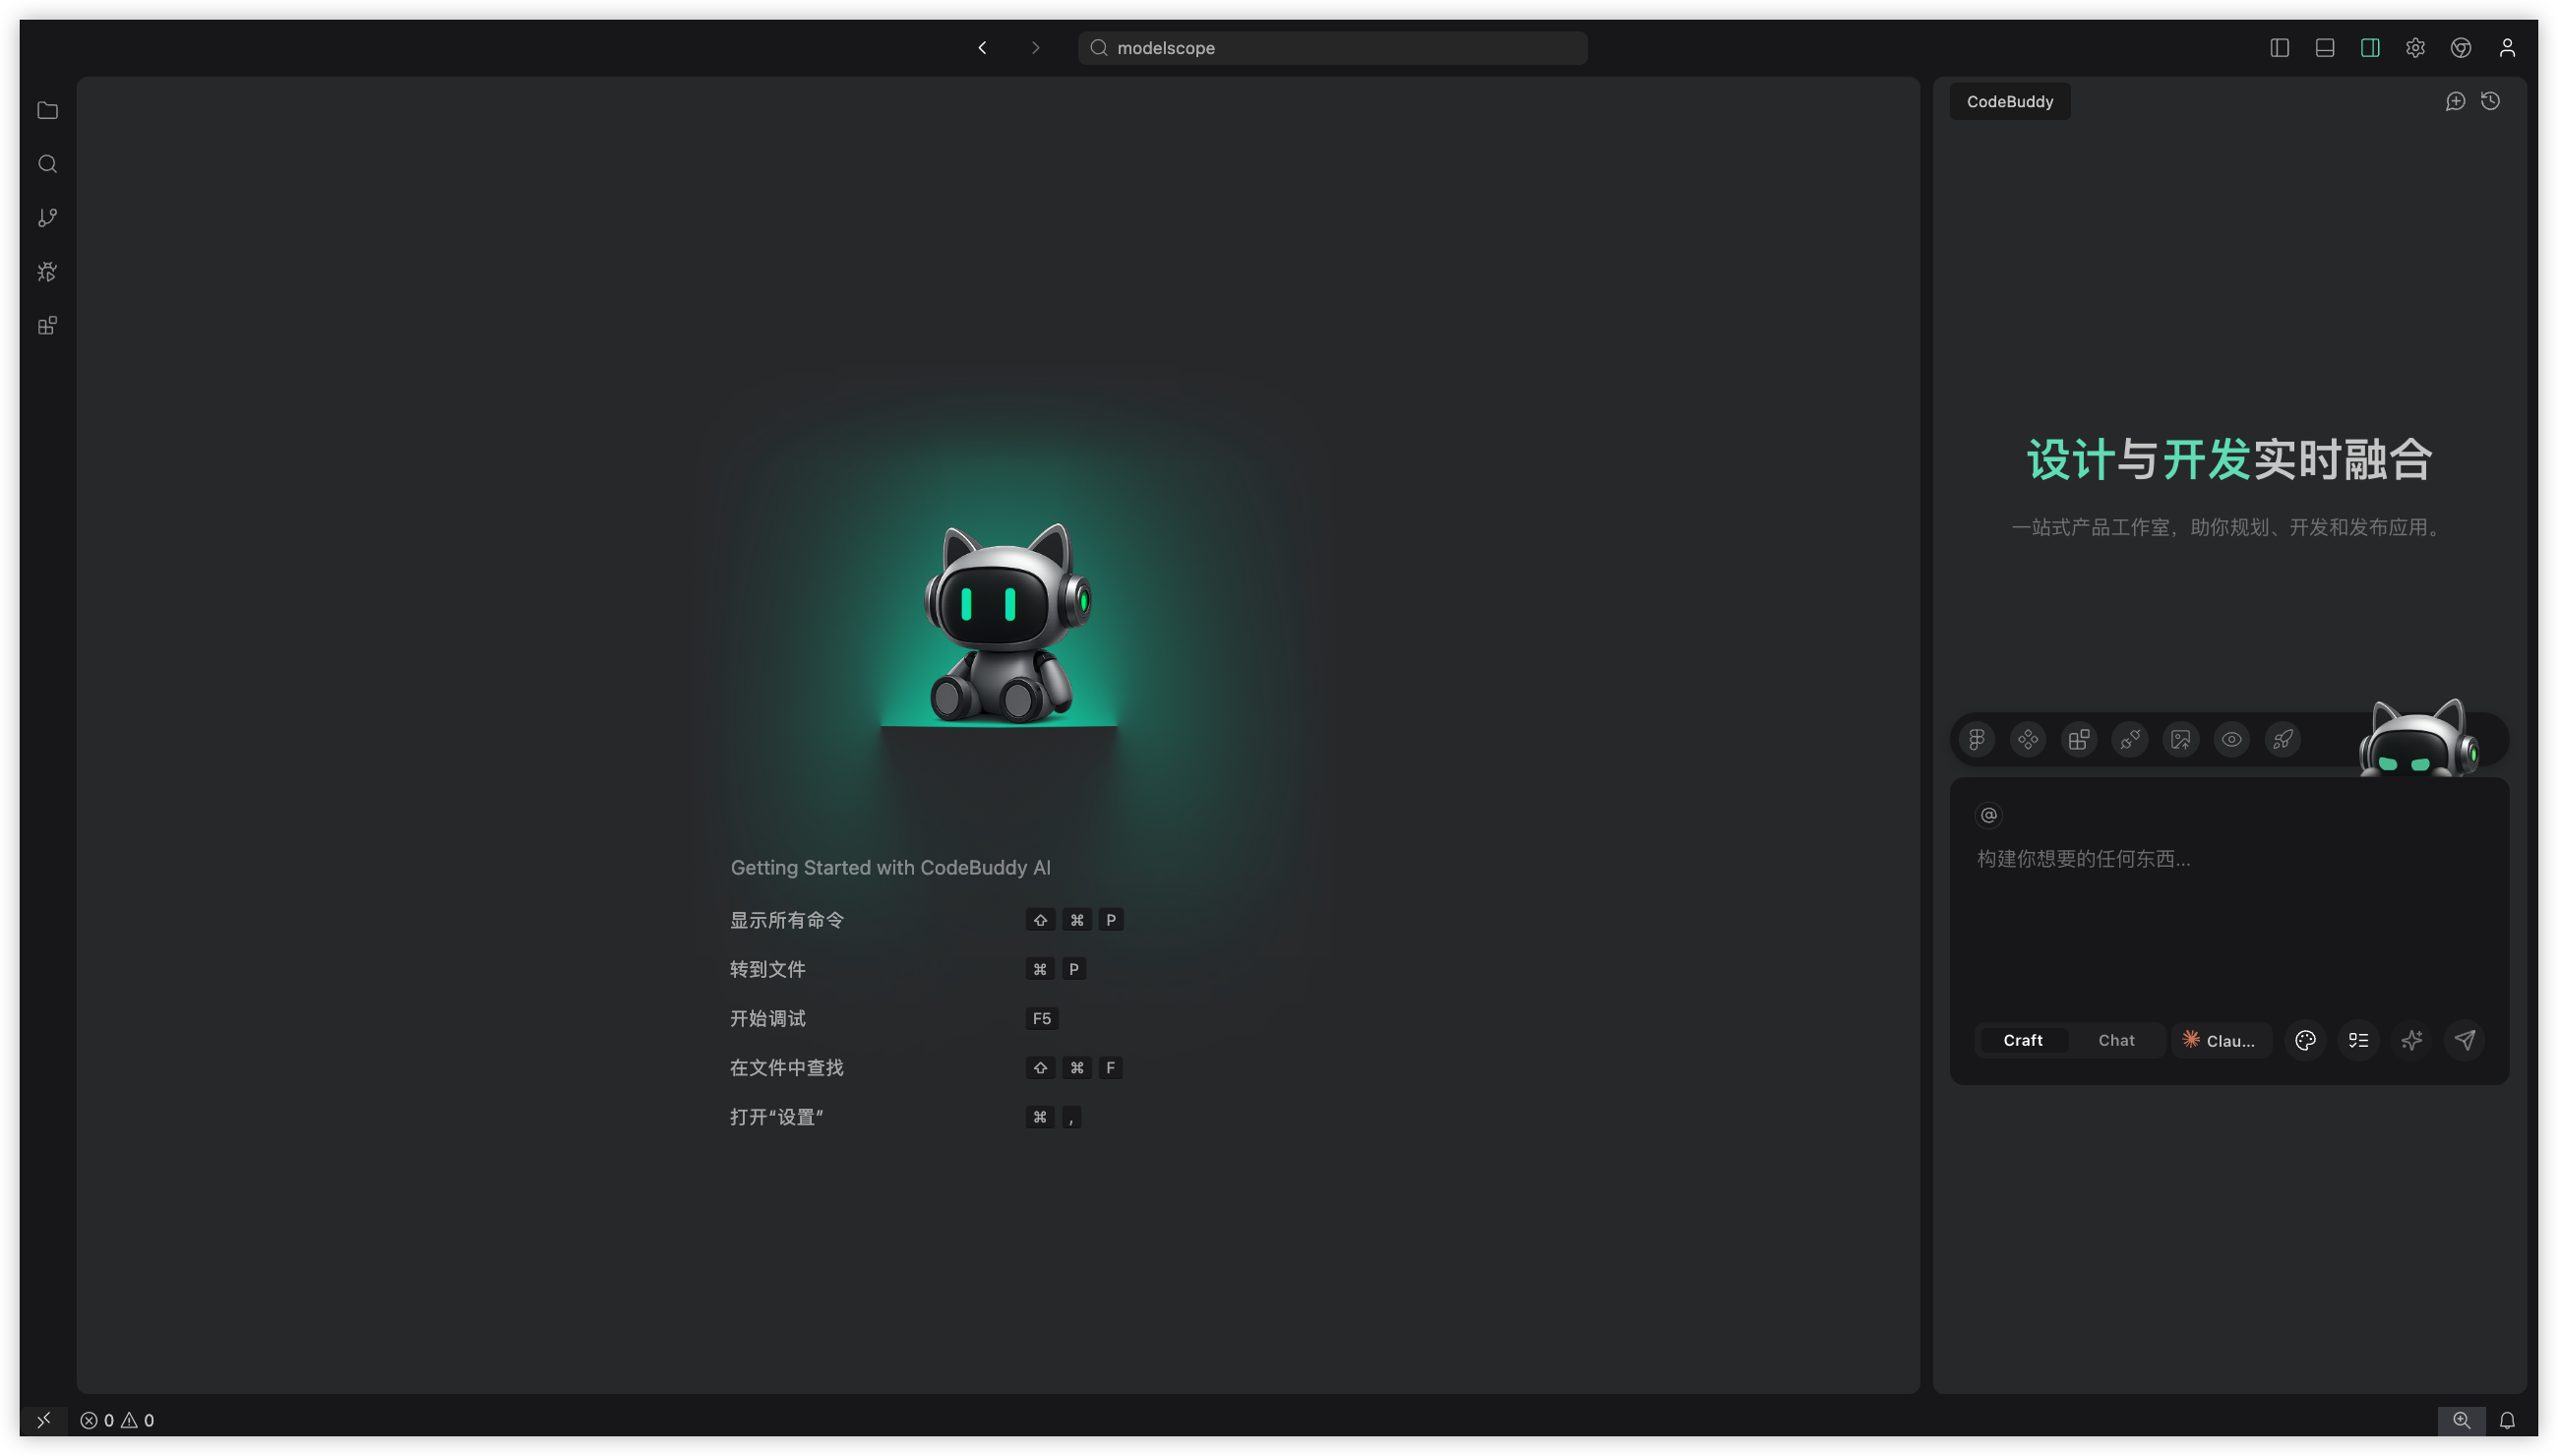 modelscope
CodeBuddy
设计与开发实时融合
一站式产品工作室，助你规划、开发和发布应用。
@
构建你想要的任何东西...
Craft
Chat
Clau...
Getting Started with CodeBuddy AI
显示所有命令 ⇧ ⌘ P
转到文件 ⌘ P
开始调试 F5
在文件中查找 ⇧ ⌘ F
打开“设置” ⌘ ,
0 0